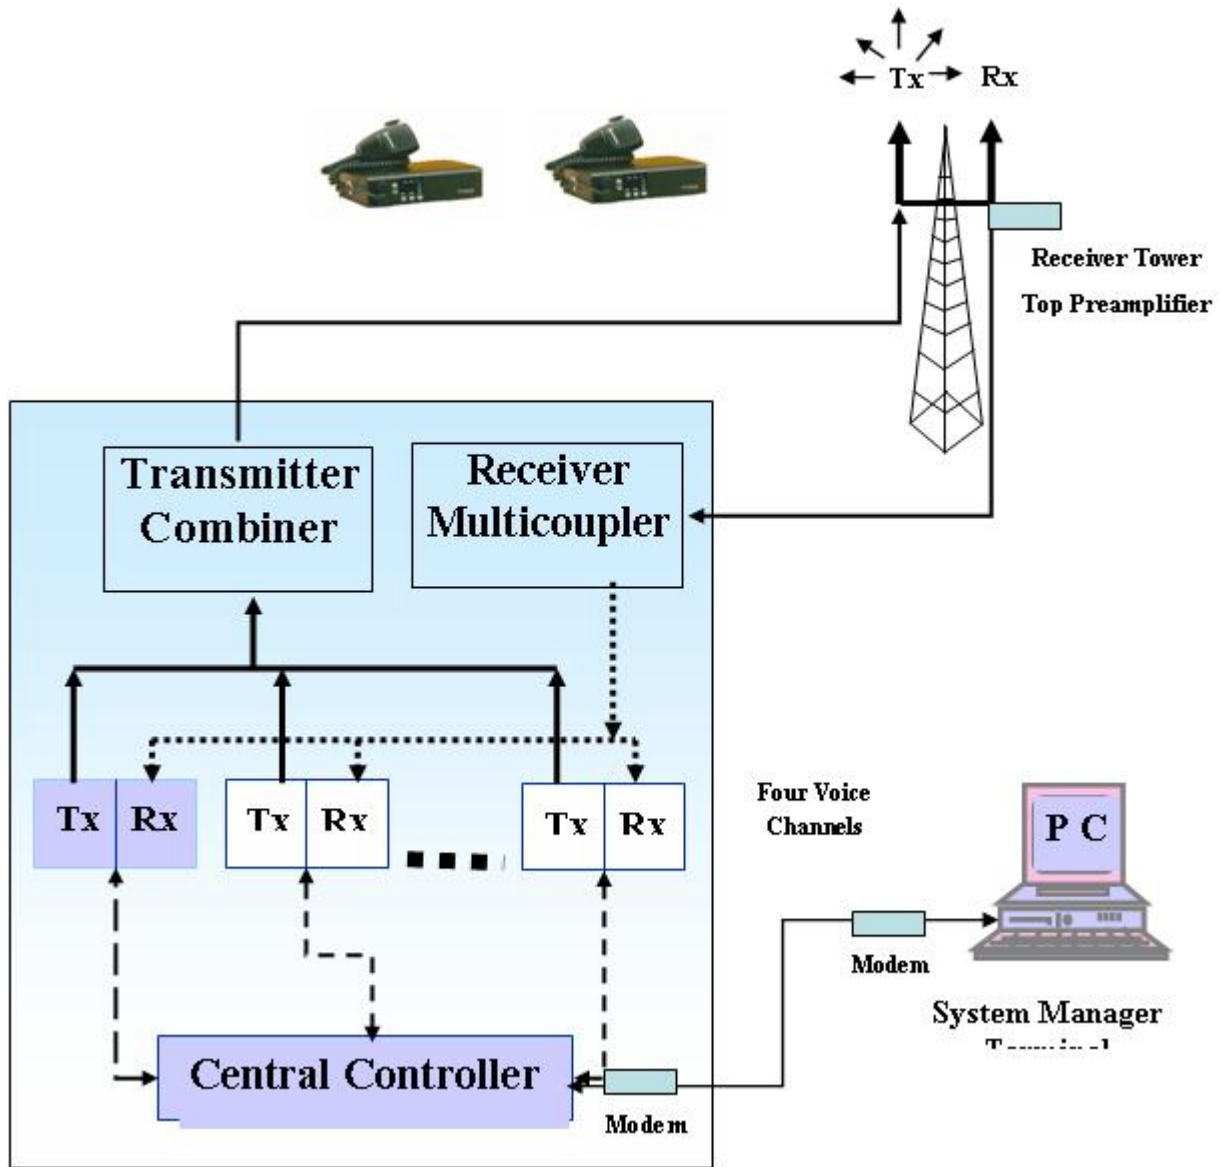 Tx Rx
Receiver Tower
Top Preamplifier
Transmitter
Combiner
Receiver
Multicoupler
Tx Rx
Tx Rx
Tx Rx
Four Voice
Channels
P C
Modem
System Manager
Terminal
Central Controller
Modem